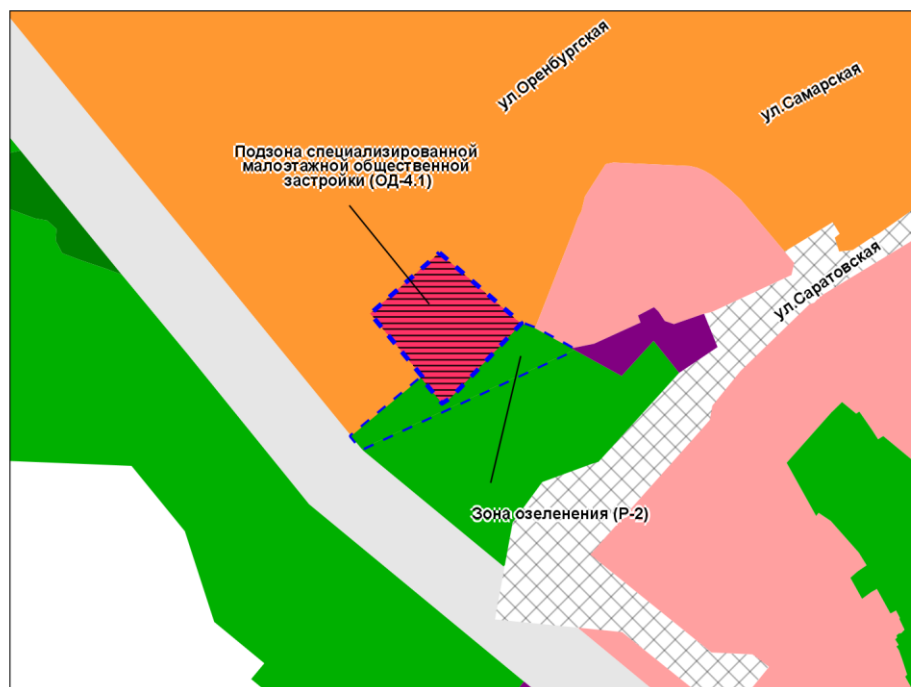 ул.Оренбургская
ул.Самарская
Подзона специализированной
малоэтажной общественной
застройки (ОД-4.1)
ул.Саратовская
Зона озеленения (Р-2)